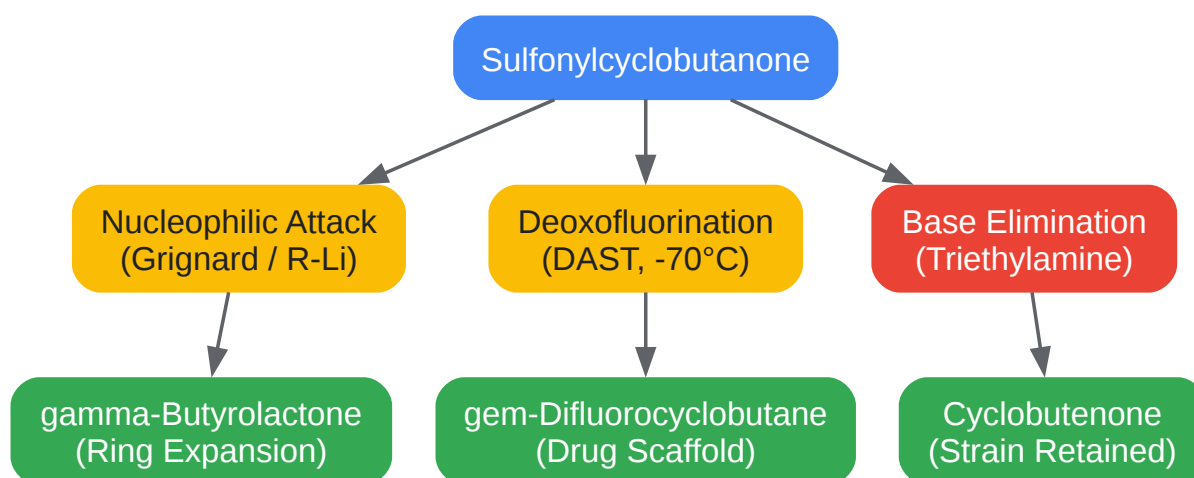 Sulfonylcyclobutanone
Nucleophilic Attack
(Grignard / R-Li)
Deoxofluorination
(DAST, -70°C)
Base Elimination
(Triethylamine)
gamma-Butyrolactone
(Ring Expansion)
gem-Difluorocyclobutane
(Drug Scaffold)
Cyclobutenone
(Strain Retained)